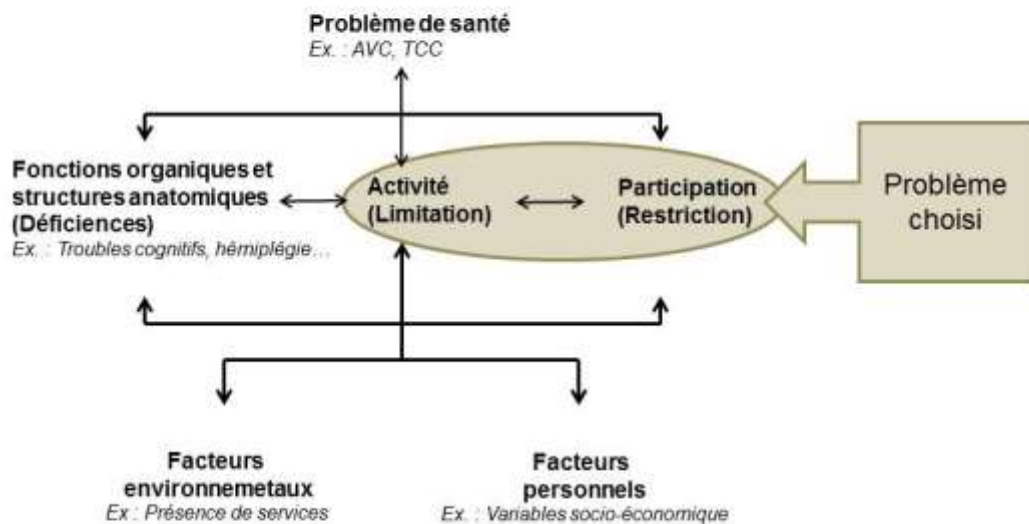 Problème de santé
Ex. : AVC, TCC
Fonctions organiques et
structures anatomiques
(Déficiences)
Ex. : Troubles cognitifs, hémiplégie...
Activité
(Limitation)
Participation
(Restriction)
Problème
choisi
Facteurs
environnemetaux
Ex : Présence de services
Facteurs
personnels
Ex. : Variables socio-économique